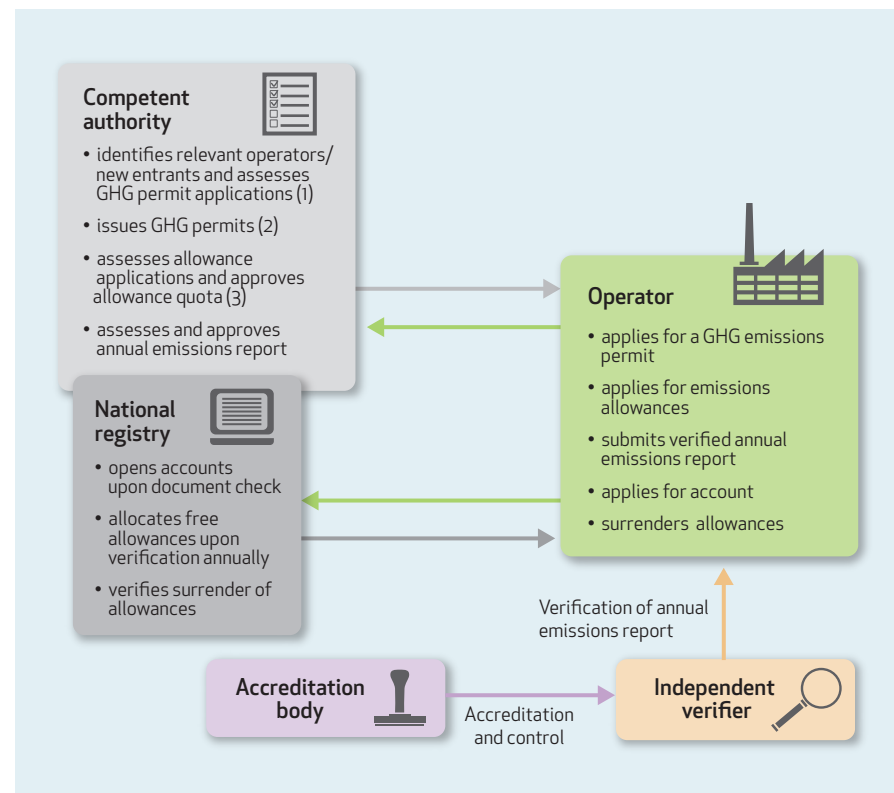 Competent
authority
• identifies relevant operators/
new entrants and assesses
GHG permit applications (1)
• issues GHG permits (2)
• assesses allowance
applications and approves
allowance quota (3)
• assesses and approves
annual emissions report
National
registry
• opens accounts
upon document check
• allocates free
allowances upon
verification annually
• verifies surrender of
allowances
Operator
• applies for a GHG emissions
permit
• applies for emissions
allowances
• submits verified annual
emissions report
• applies for account
• surrenders allowances
Verification of annual
emissions report
Accreditation
body
Accreditation
and control
Independent
verifier